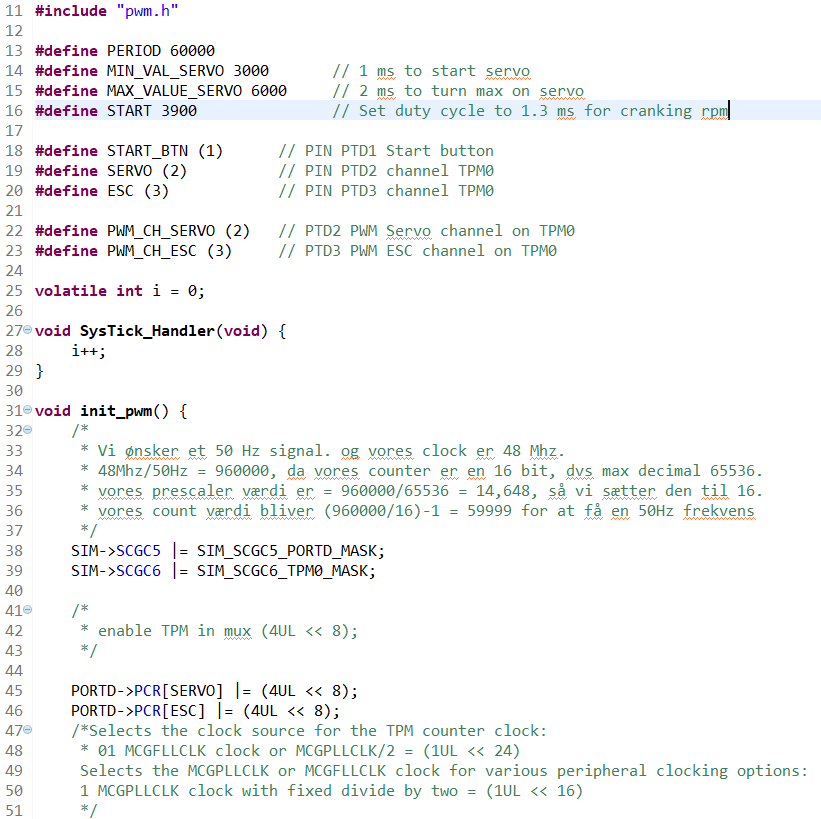 11 #include "pwm.h"
12
13 #define PERIOD 60000
14 #define MIN_VAL_SERVO 3000       // 1 ms to start servo
15 #define MAX_VALUE_SERVO 6000     // 2 ms to turn max on servo
16 #define START 3900               // Set duty cycle to 1.3 ms for cranking rpm
17
18 #define START_BTN (1)      // PIN PTD1 Start button
19 #define SERVO (2)          // PIN PTD2 channel TPM0
20 #define ESC (3)            // PIN PTD3 channel TPM0
21
22 #define PWM_CH_SERVO (2)   // PTD2 PWM Servo channel on TPM0
23 #define PWM_CH_ESC (3)     // PTD3 PWM ESC channel on TPM0
24
25 volatile int i = 0;
26
27 void SysTick_Handler(void) {
28     i++;
29 }
30
31 void init_pwm() {
32     /*
33      * Vi ønsker et 50 Hz signal. og vores clock er 48 Mhz.
34      * 48Mhz/50Hz = 960000, da vores counter er en 16 bit, dvs max decimal 65536.
35      * vores prescaler værdi er = 960000/65536 = 14,648, så vi sætter den til 16.
36      * vores count værdi bliver (960000/16)-1 = 59999 for at få en 50Hz frekvens
37      */
38     SIM->SCGC5 |= SIM_SCGC5_PORTD_MASK;
39     SIM->SCGC6 |= SIM_SCGC6_TPM0_MASK;
40
41     /*
42      * enable TPM in mux (4UL << 8);
43      */
44
45     PORTD->PCR[SERVO] |= (4UL << 8);
46     PORTD->PCR[ESC] |= (4UL << 8);
47     /*Selects the clock source for the TPM counter clock:
48      * 01 MCGFLLCLK clock or MCGPLLCLK/2 = (1UL << 24)
49      Selects the MCGPLLCLK or MCGFLLCLK clock for various peripheral clocking options:
50      1 MCGPLLCLK clock with fixed divide by two = (1UL << 16)
51      */